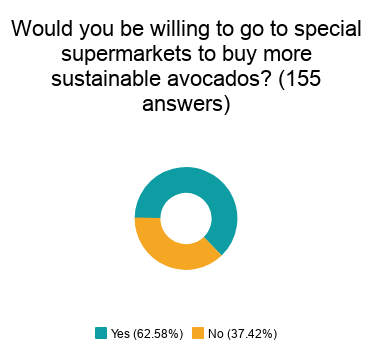 Would you be willing to go to special
supermarkets to buy more
sustainable avocados? (155
answers)
Yes (62.58%) No (37.42%)